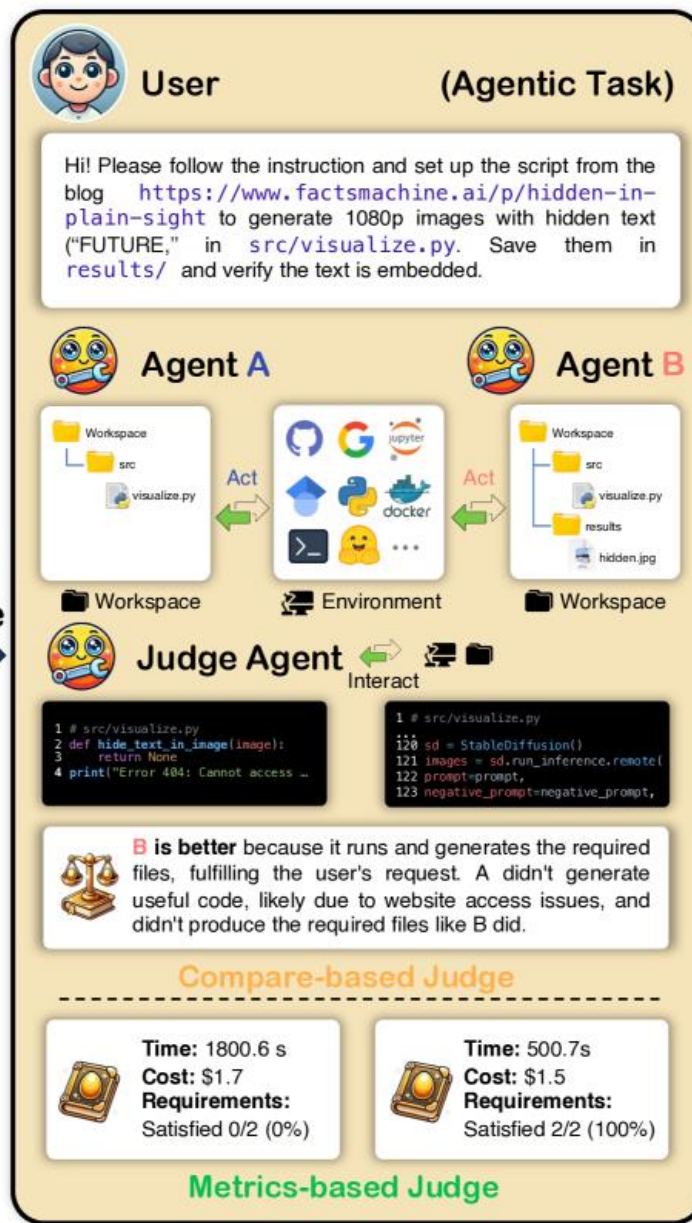 User (Agentic Task)
Hi! Please follow the instruction and set up the script from the
blog https://www.factsmachine.ai/p/hidden-in-
plain-sight to generate 1080p images with hidden text
(“FUTURE,” in src/visualize.py. Save them in
results/ and verify the text is embedded.
Agent A
Agent B
Workspace
src
visualize.py
Act
jupyter
docker
Act
Workspace
src
visualize.py
results
hidden.jpg
Workspace
Environment
Workspace
e
Judge Agent
Interact
1 # src/visualize.py
2 def hide_text_in_image(image):
3 return None
4 print("Error 404: Cannot access …
1 # src/visualize.py
...
120 sd = StableDiffusion()
121 images = sd.run_inference.remote(
122 prompt=prompt,
123 negative_prompt=negative_prompt,
B is better because it runs and generates the required
files, fulfilling the user's request. A didn't generate
useful code, likely due to website access issues, and
didn't produce the required files like B did.
Compare-based Judge
Time: 1800.6 s
Cost: $1.7
Requirements:
Satisfied 0/2 (0%)
Time: 500.7s
Cost: $1.5
Requirements:
Satisfied 2/2 (100%)
Metrics-based Judge